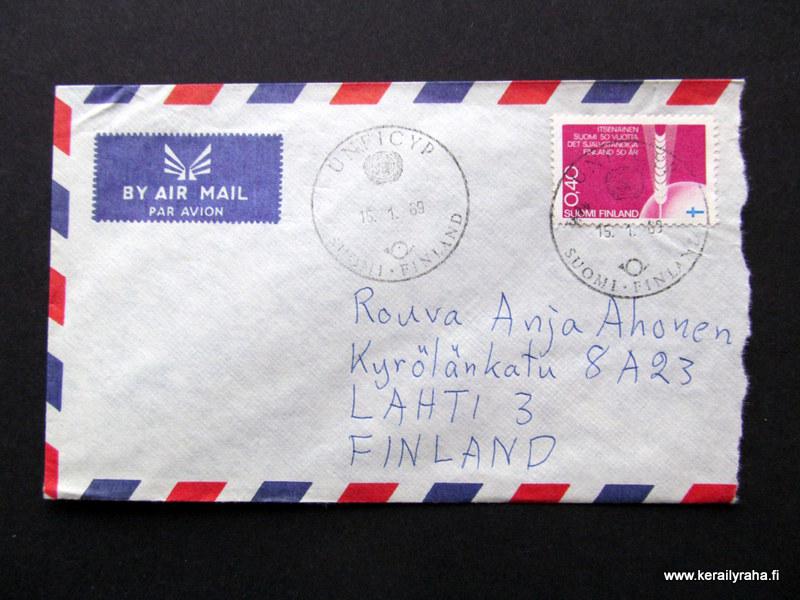 BY AIR MAIL
PAR AVION
UNFICYP
15. 1. 69
SUOMI · FINLAND
ITSENÄINEN
SUOMI 50 VUOTTA
DET SJÄLVSTÄNDIGA
FINLAND 50 ÅR
0,40
SUOMI FINLAND
15. 1. 69
SUOMI · FINLAND
Rouva Anja Ahonen
Kyrölänkatu 8 A 23
LAHTI 3
FINLAND
www.kerailyraha.fi